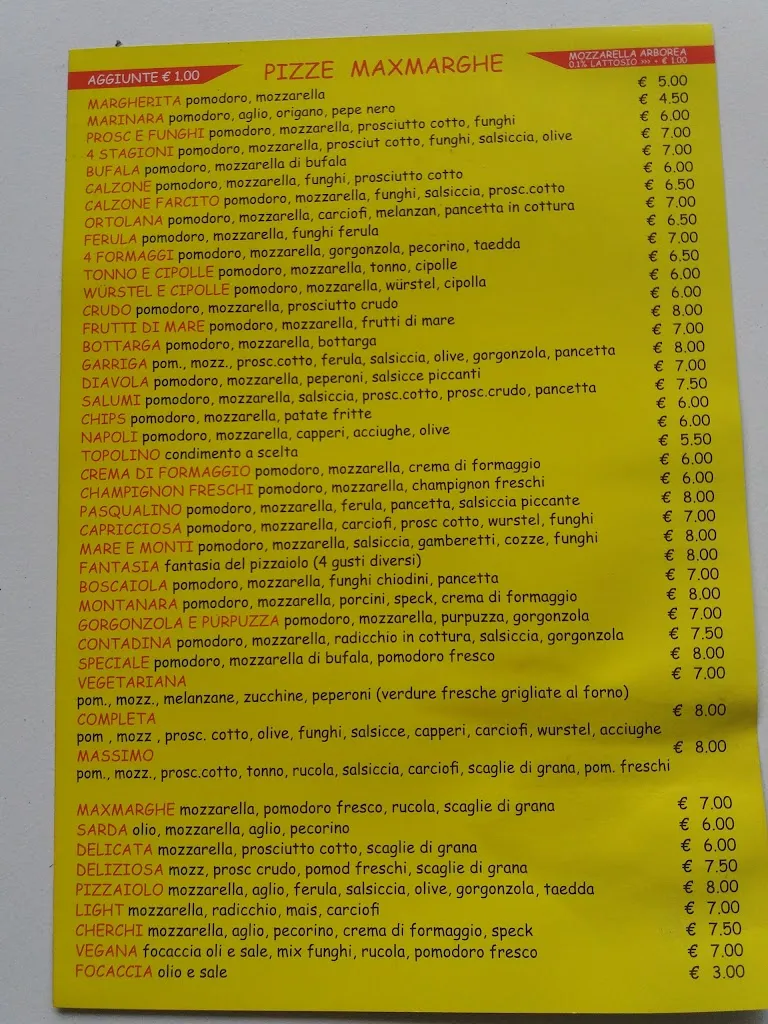 AGGIUNTE € 1.00
PIZZE MAXMARGHE
MOZZARELLA ARBOREA
0.1% LATTOSIO >>> + € 1.00
MARGHERITA pomodoro, mozzarella € 5.00
MARINARA pomodoro, aglio, origano, pepe nero € 4.50
PROSC E FUNGHI pomodoro, mozzarella, prosciutto cotto, funghi € 6.00
4 STAGIONI pomodoro, mozzarella, prosciut cotto, funghi, salsiccia, olive € 7.00
BUFALA pomodoro, mozzarella di bufala € 7.00
CALZONE pomodoro, mozzarella, funghi, prosciutto cotto € 6.00
CALZONE FARCITO pomodoro, mozzarella, funghi, salsiccia, prosc.cotto € 6.50
ORTOLANA pomodoro, mozzarella, carciofi, melanzan, pancetta in cottura € 7.00
FERULA pomodoro, mozzarella, funghi ferula € 6.50
4 FORMAGGI pomodoro, mozzarella, gorgonzola, pecorino, taedda € 7.00
TONNO E CIPOLLE pomodoro, mozzarella, tonno, cipolle € 6.50
WÜRSTEL E CIPOLLE pomodoro, mozzarella, würstel, cipolla € 6.00
CRUDO pomodoro, mozzarella, prosciutto crudo € 6.00
FRUTTI DI MARE pomodoro, mozzarella, frutti di mare € 8.00
BOTTARGA pomodoro, mozzarella, bottarga € 7.00
GARRIGA pom., mozz., prosc.cotto, ferula, salsiccia, olive, gorgonzola, pancetta € 8.00
DIAVOLA pomodoro, mozzarella, peperoni, salsicce piccanti € 7.00
SALUMI pomodoro, mozzarella, salsiccia, prosc.cotto, prosc.crudo, pancetta € 7.50
CHIPS pomodoro, mozzarella, patate fritte € 6.00
NAPOLI pomodoro, mozzarella, capperi, acciughe, olive € 6.00
TOPOLINO condimento a scelta € 5.50
CREMA DI FORMAGGIO pomodoro, mozzarella, crema di formaggio € 6.00
CHAMPIGNON FRESCHI pomodoro, mozzarella, champignon freschi € 6.00
PASQUALINO pomodoro, mozzarella, ferula, pancetta, salsiccia piccante € 8.00
CAPRICCIOSA pomodoro, mozzarella, carciofi, prosc cotto, wurstel, funghi € 7.00
MARE E MONTI pomodoro, mozzarella, salsiccia, gamberetti, cozze, funghi € 8.00
FANTASIA fantasia del pizzaiolo (4 gusti diversi) € 8.00
BOSCAIOLA pomodoro, mozzarella, funghi chiodini, pancetta € 7.00
MONTANARA pomodoro, mozzarella, porcini, speck, crema di formaggio € 8.00
GORGONZOLA E PURPUZZA pomodoro, mozzarella, purpuzza, gorgonzola € 7.00
CONTADINA pomodoro, mozzarella, radicchio in cottura, salsiccia, gorgonzola € 7.50
SPECIALE pomodoro, mozzarella di bufala, pomodoro fresco € 8.00
VEGETARIANA € 7.00
pom., mozz., melanzane, zucchine, peperoni (verdure fresche grigliate al forno)
COMPLETA € 8.00
pom , mozz , prosc. cotto, olive, funghi, salsicce, capperi, carciofi, wurstel, acciughe
MASSIMO € 8.00
pom., mozz., prosc.cotto, tonno, rucola, salsiccia, carciofi, scaglie di grana, pom. freschi
MAXMARGHE mozzarella, pomodoro fresco, rucola, scaglie di grana € 7.00
SARDA olio, mozzarella, aglio, pecorino € 6.00
DELICATA mozzarella, prosciutto cotto, scaglie di grana € 6.00
DELIZIOSA mozz, prosc crudo, pomod freschi, scaglie di grana € 7.50
PIZZAIOLO mozzarella, aglio, ferula, salsiccia, olive, gorgonzola, taedda € 8.00
LIGHT mozzarella, radicchio, mais, carciofi € 7.00
CHERCHI mozzarella, aglio, pecorino, crema di formaggio, speck € 7.50
VEGANA focaccia oli e sale, mix funghi, rucola, pomodoro fresco € 7.00
FOCACCIA olio e sale € 3.00